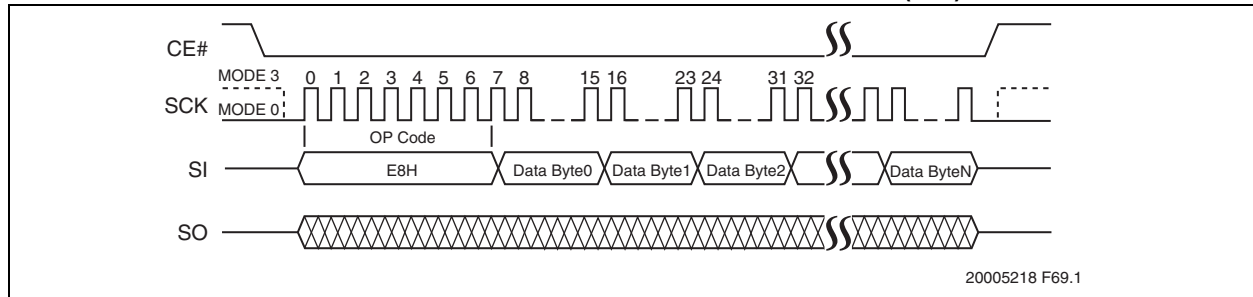 CE#
MODE 3 0 1 2 3 4 5 6 7 8 15 16 23 24 31 32
SCK MODE 0
OP Code
SI E8H Data Byte0 Data Byte1 Data Byte2 Data ByteN
SO
20005218 F69.1